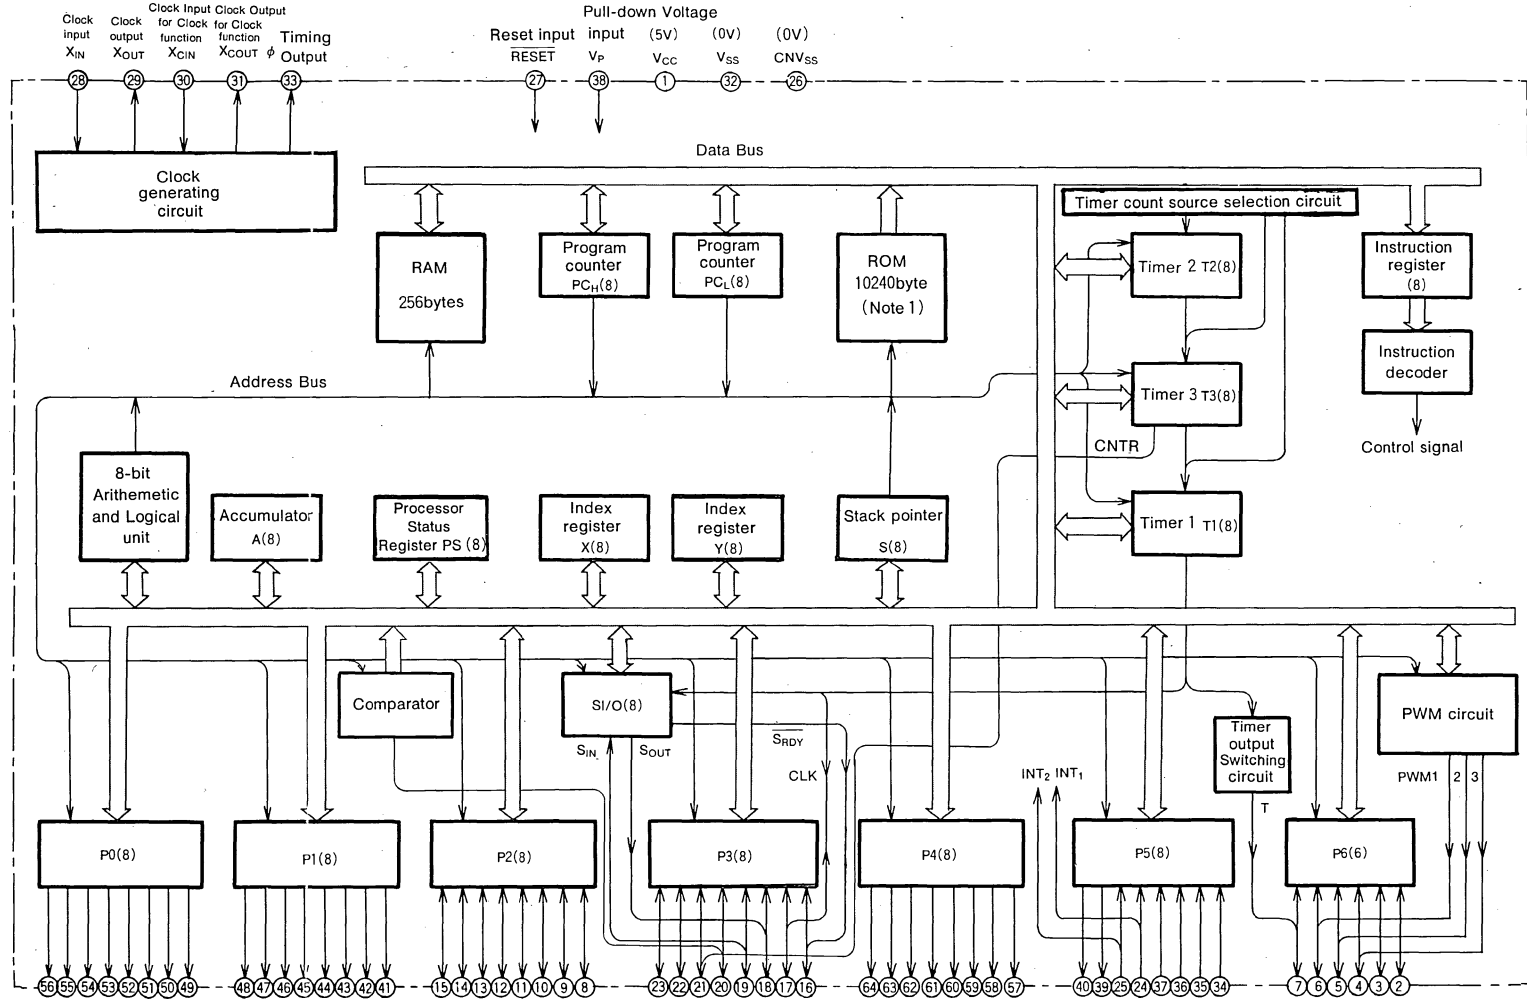 Clock input XIN
Clock output XOUT
Clock Input for Clock function XCIN
Clock Output for Clock function XCOUT
φ Timing Output
Reset input RESET
Pull-down Voltage input VP
(5V) VCC
(0V) VSS
(0V) CNVSS
28 29 30 31 33 27 38 1 32 26
Clock generating circuit
Data Bus
Timer count source selection circuit
RAM
256bytes
Program counter PCH(8)
Program counter PCL(8)
ROM
10240byte
(Note 1)
Timer 2 T2(8)
Instruction register (8)
Instruction decoder
Control signal
Address Bus
Timer 3 T3(8)
CNTR
8-bit Arithemetic and Logical unit
Accumulator A(8)
Processor Status Register PS (8)
Index register X(8)
Index register Y(8)
Stack pointer S(8)
Timer 1 T1(8)
Comparator
SI/O(8)
SIN
SOUT
SRDY
CLK
INT2 INT1
Timer output Switching circuit
T
PWM circuit
PWM1 2 3
P0(8)
P1(8)
P2(8)
P3(8)
P4(8)
P5(8)
P6(6)
56 55 54 53 52 51 50 49
48 47 46 45 44 43 42 41
15 14 13 12 11 10 9 8
23 22 21 20 19 18 17 16
64 63 62 61 60 59 58 57
40 39 25 24 37 36 35 34
7 6 5 4 3 2